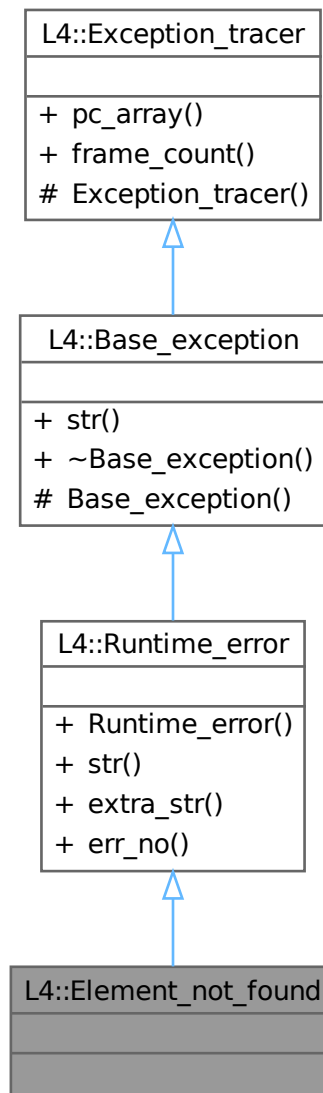 L4::Exception_tracer
+ pc_array()
+ frame_count()
# Exception_tracer()
L4::Base_exception
+ str()
+ ~Base_exception()
# Base_exception()
L4::Runtime_error
+ Runtime_error()
+ str()
+ extra_str()
+ err_no()
L4::Element_not_found